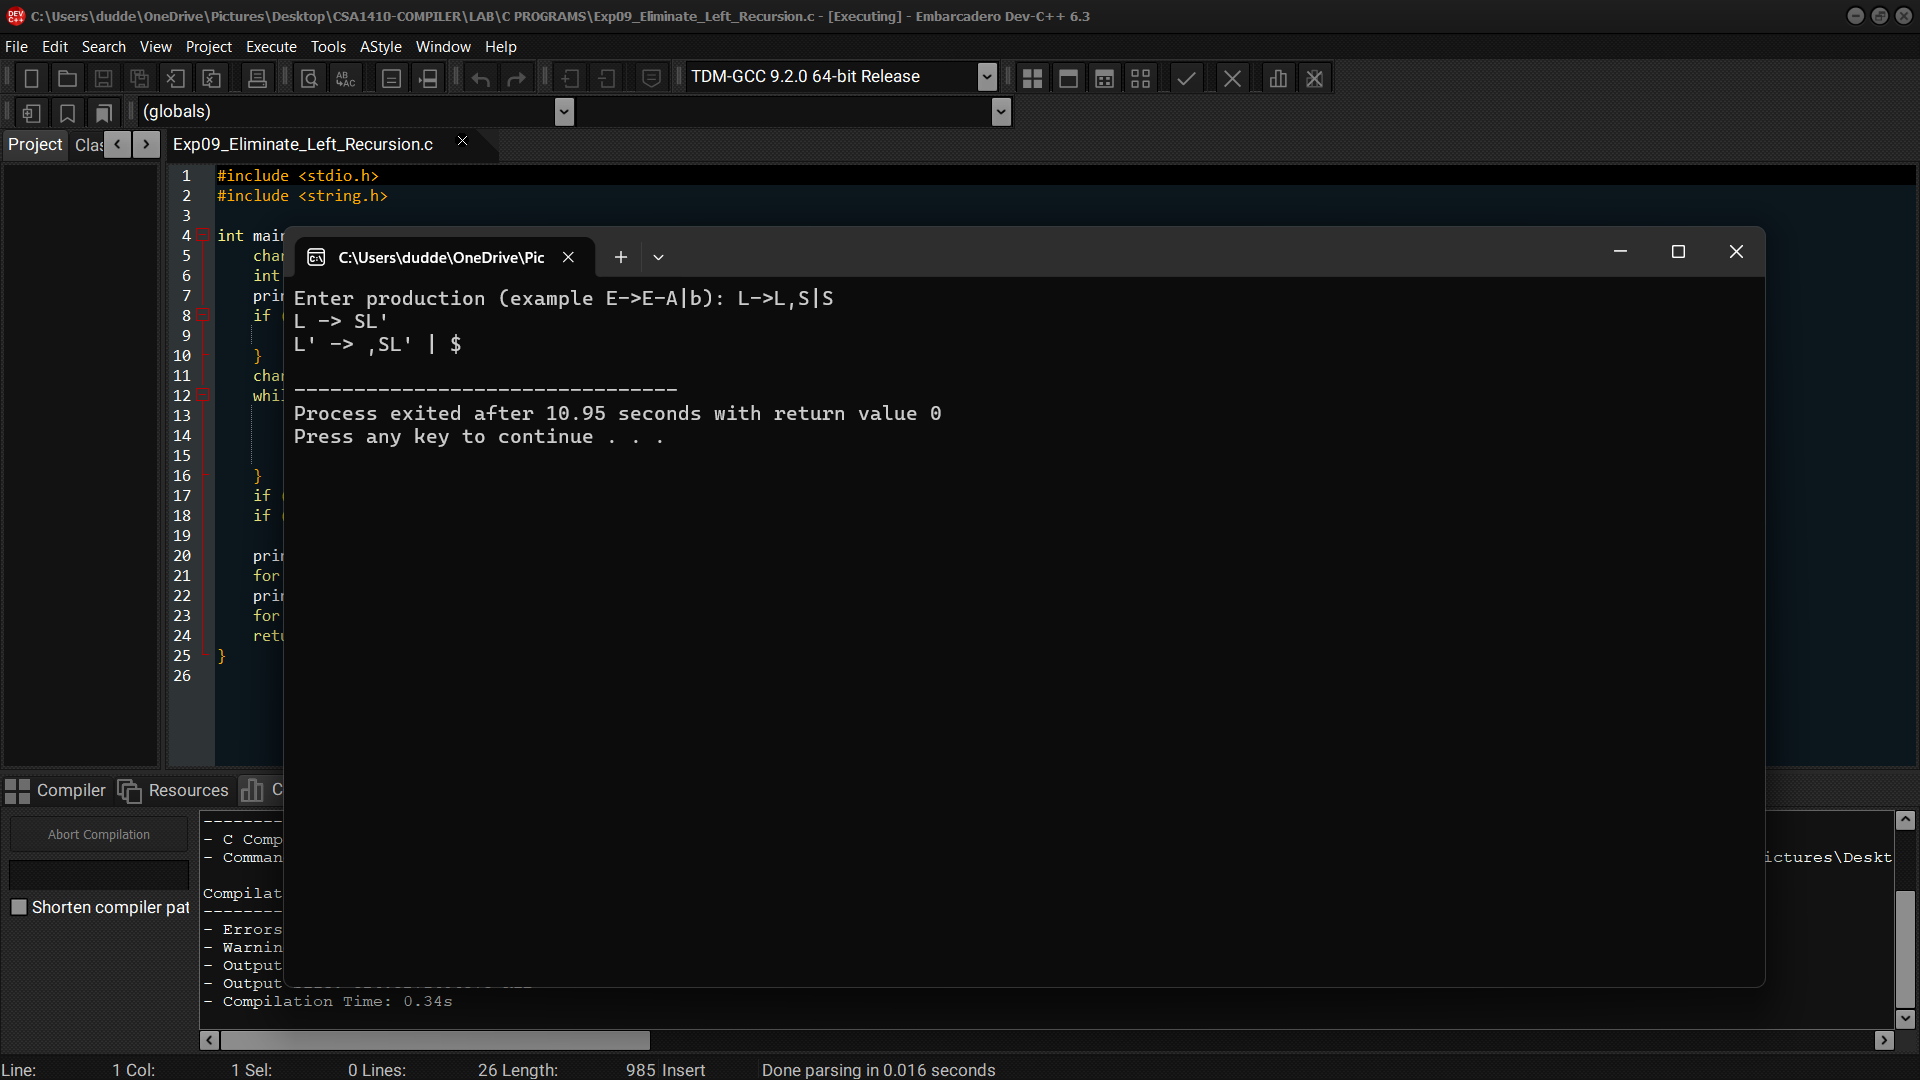 C:\Users\dudde\OneDrive\Pictures\Desktop\CSA1410-COMPILER\LAB\C PROGRAMS\Exp09_Eliminate_Left_Recursion.c - [Executing] - Embarcadero Dev-C++ 6.3
File Edit Search View Project Execute Tools AStyle Window Help
TDM-GCC 9.2.0 64-bit Release
(globals)
Project Clas
Exp09_Eliminate_Left_Recursion.c
1 #include <stdio.h>
2 #include <string.h>
3
4 int main
5 char
6 int
7 prin
8 if
9
10 }
11 char
12 whil
13
14
15
16 }
17 if
18 if
19
20 prin
21 for
22 prin
23 for
24 retu
25 }
26
C:\Users\dudde\OneDrive\Pic
Enter production (example E->E-A|b): L->L,S|S
L -> SL'
L' -> ,SL' | $
--------------------------------
Process exited after 10.95 seconds with return value 0
Press any key to continue . . .
Compiler Resources C
Abort Compilation
Shorten compiler pat
--------
- C Comp
- Comman
ictures\Deskt
Compilat
--------
- Errors
- Warnin
- Output
- Output
- Compilation Time: 0.34s
Line: 1 Col: 1 Sel: 0 Lines: 26 Length: 985 Insert Done parsing in 0.016 seconds